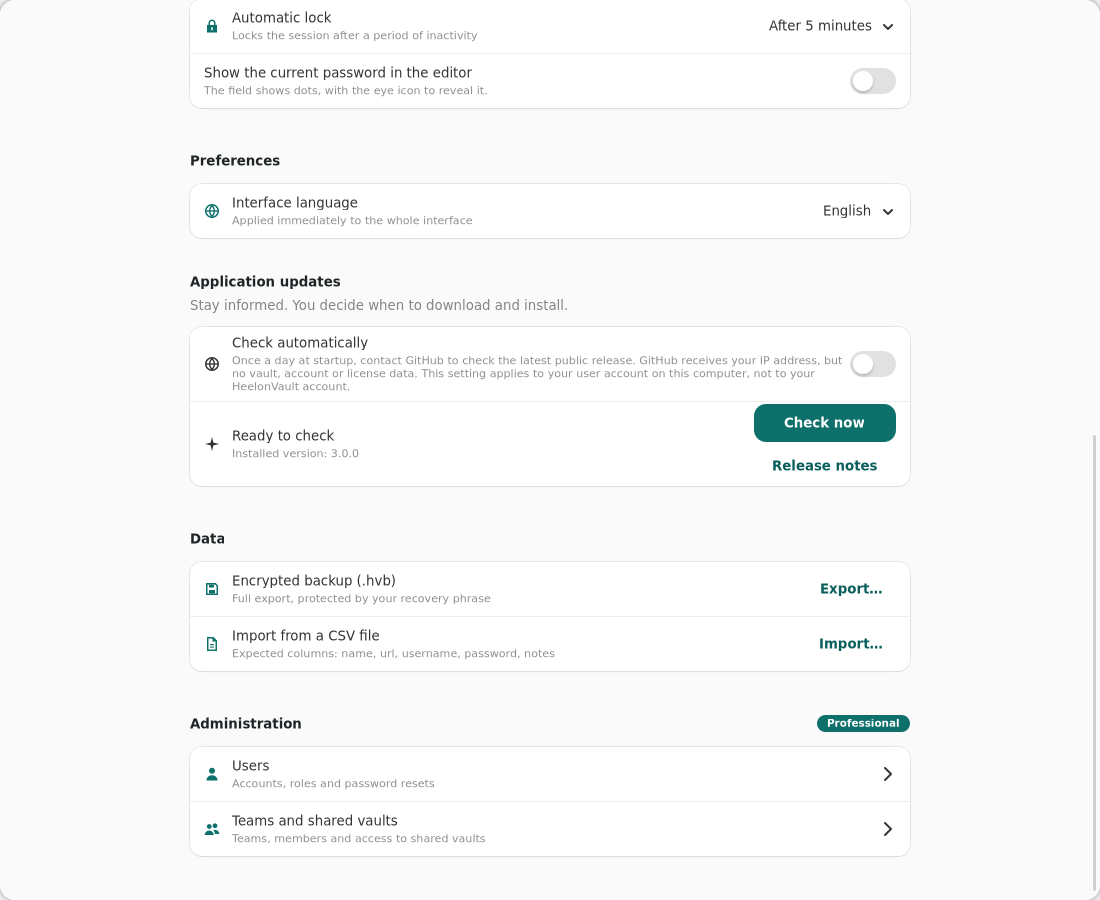 Automatic lock
Locks the session after a period of inactivity
After 5 minutes
Show the current password in the editor
The field shows dots, with the eye icon to reveal it.
Preferences
Interface language
Applied immediately to the whole interface
English
Application updates
Stay informed. You decide when to download and install.
Check automatically
Once a day at startup, contact GitHub to check the latest public release. GitHub receives your IP address, but
no vault, account or license data. This setting applies to your user account on this computer, not to your
HeelonVault account.
Ready to check
Installed version: 3.0.0
Check now
Release notes
Data
Encrypted backup (.hvb)
Full export, protected by your recovery phrase
Export...
Import from a CSV file
Expected columns: name, url, username, password, notes
Import...
Administration
Professional
Users
Accounts, roles and password resets
Teams and shared vaults
Teams, members and access to shared vaults